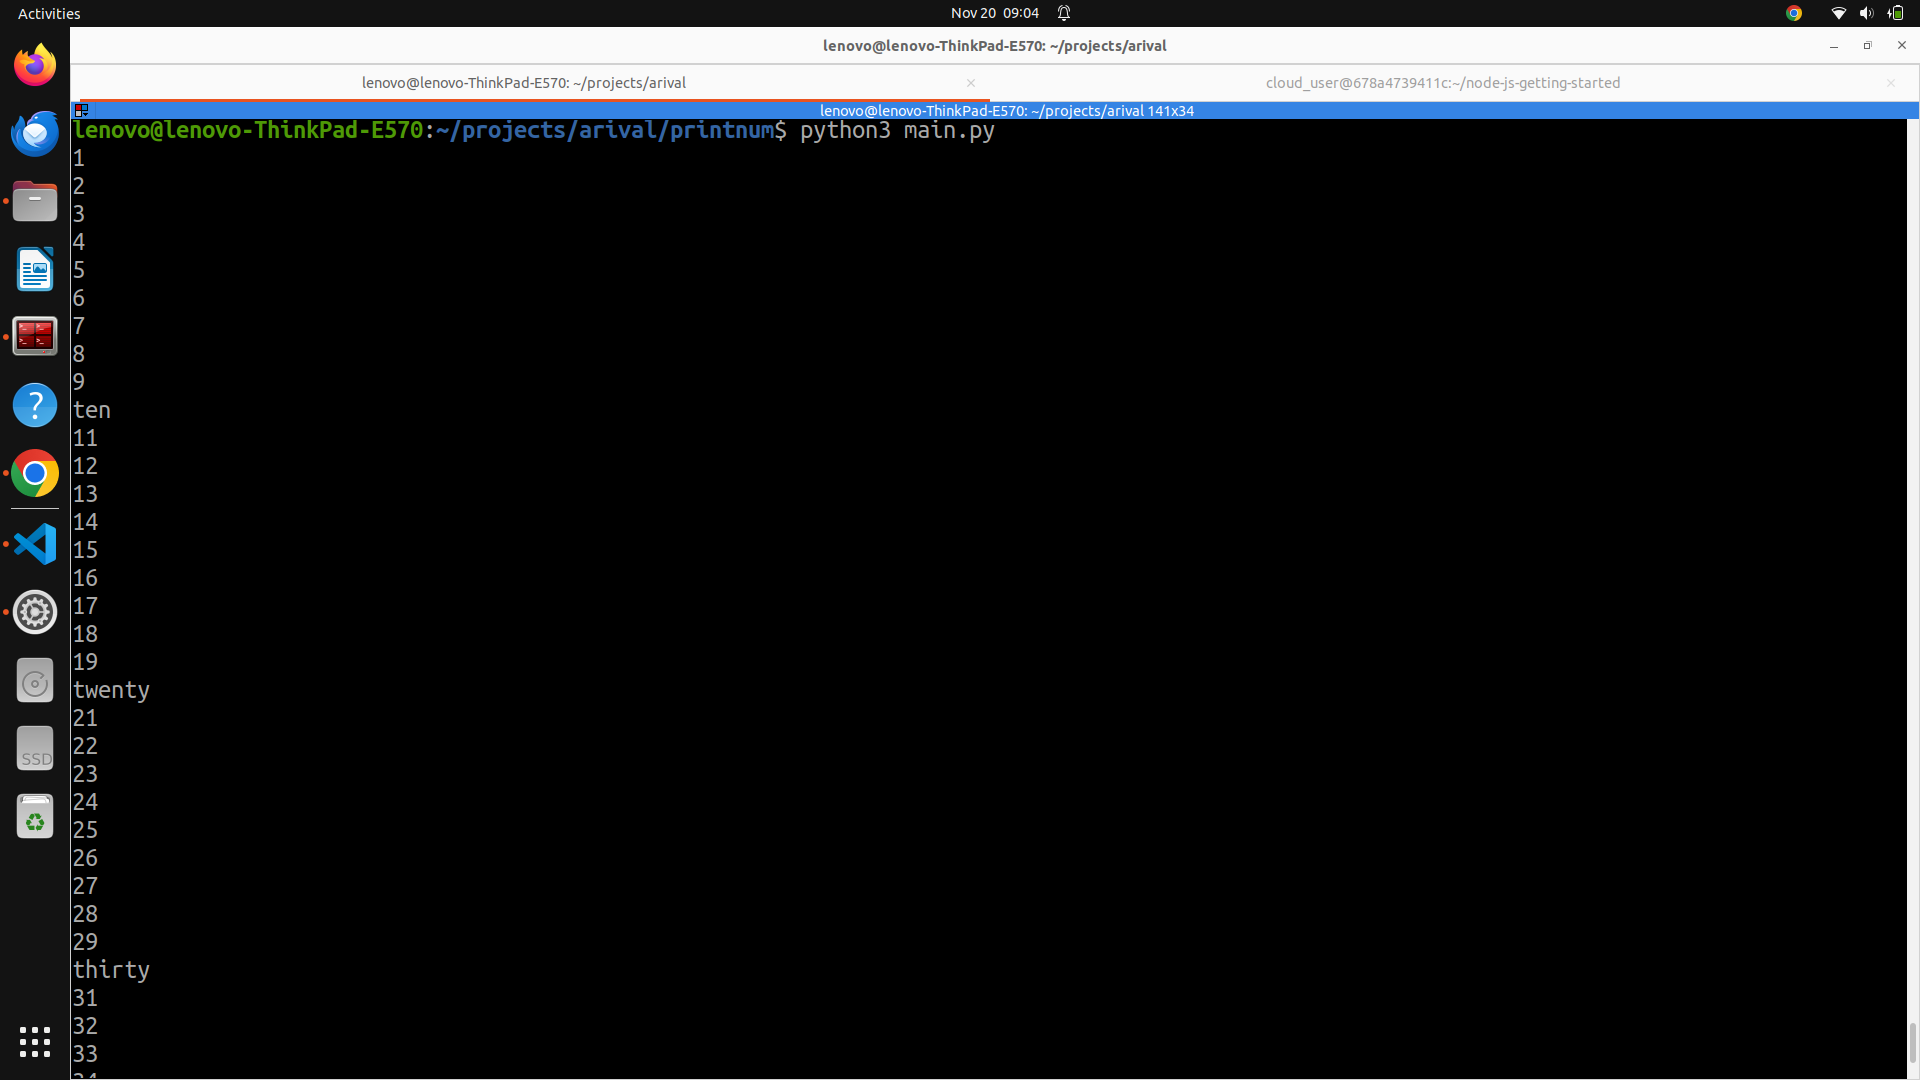 Activities
Nov 20 09:04
lenovo@lenovo-ThinkPad-E570: ~/projects/arival
lenovo@lenovo-ThinkPad-E570: ~/projects/arival
cloud_user@678a4739411c:~/node-js-getting-started
lenovo@lenovo-ThinkPad-E570: ~/projects/arival 141x34
lenovo@lenovo-ThinkPad-E570:~/projects/arival/printnum$ python3 main.py
1
2
3
4
5
6
7
8
9
ten
11
12
13
14
15
16
17
18
19
twenty
21
22
23
24
25
26
27
28
29
thirty
31
32
33
34
SSD